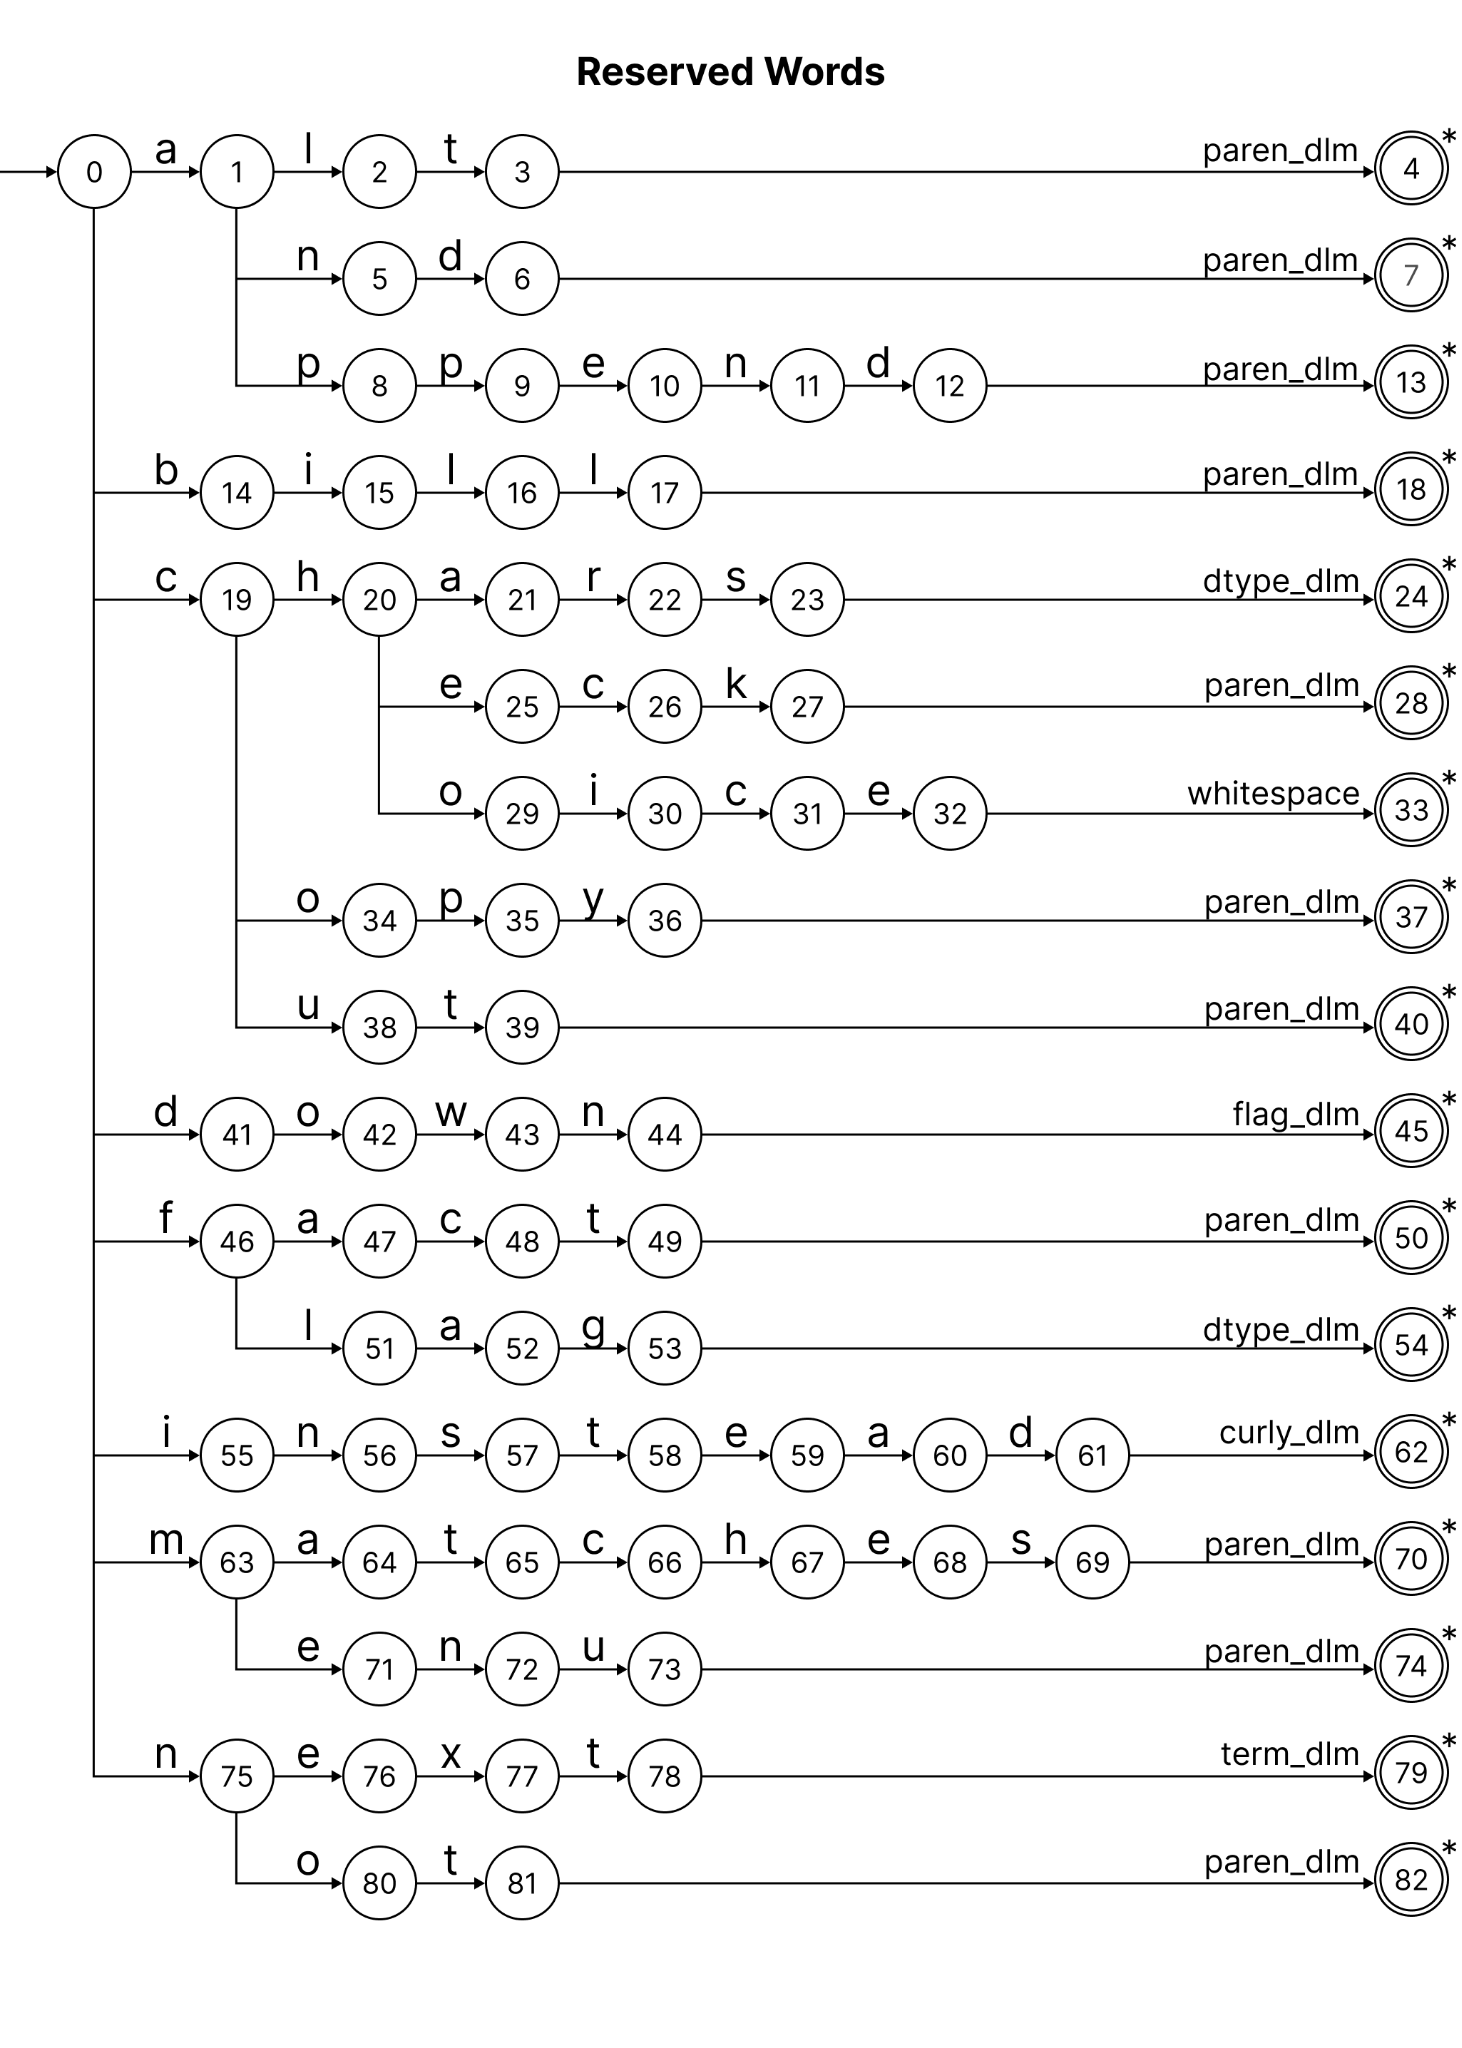 Reserved Words
0 a 1 l 2 t 3 paren_dlm 4 *
n 5 d 6 paren_dlm 7 *
p 8 p 9 e 10 n 11 d 12 paren_dlm 13 *
b 14 i 15 l 16 l 17 paren_dlm 18 *
c 19 h 20 a 21 r 22 s 23 dtype_dlm 24 *
e 25 c 26 k 27 paren_dlm 28 *
o 29 i 30 c 31 e 32 whitespace 33 *
o 34 p 35 y 36 paren_dlm 37 *
u 38 t 39 paren_dlm 40 *
d 41 o 42 w 43 n 44 flag_dlm 45 *
f 46 a 47 c 48 t 49 paren_dlm 50 *
l 51 a 52 g 53 dtype_dlm 54 *
i 55 n 56 s 57 t 58 e 59 a 60 d 61 curly_dlm 62 *
m 63 a 64 t 65 c 66 h 67 e 68 s 69 paren_dlm 70 *
e 71 n 72 u 73 paren_dlm 74 *
n 75 e 76 x 77 t 78 term_dlm 79 *
o 80 t 81 paren_dlm 82 *